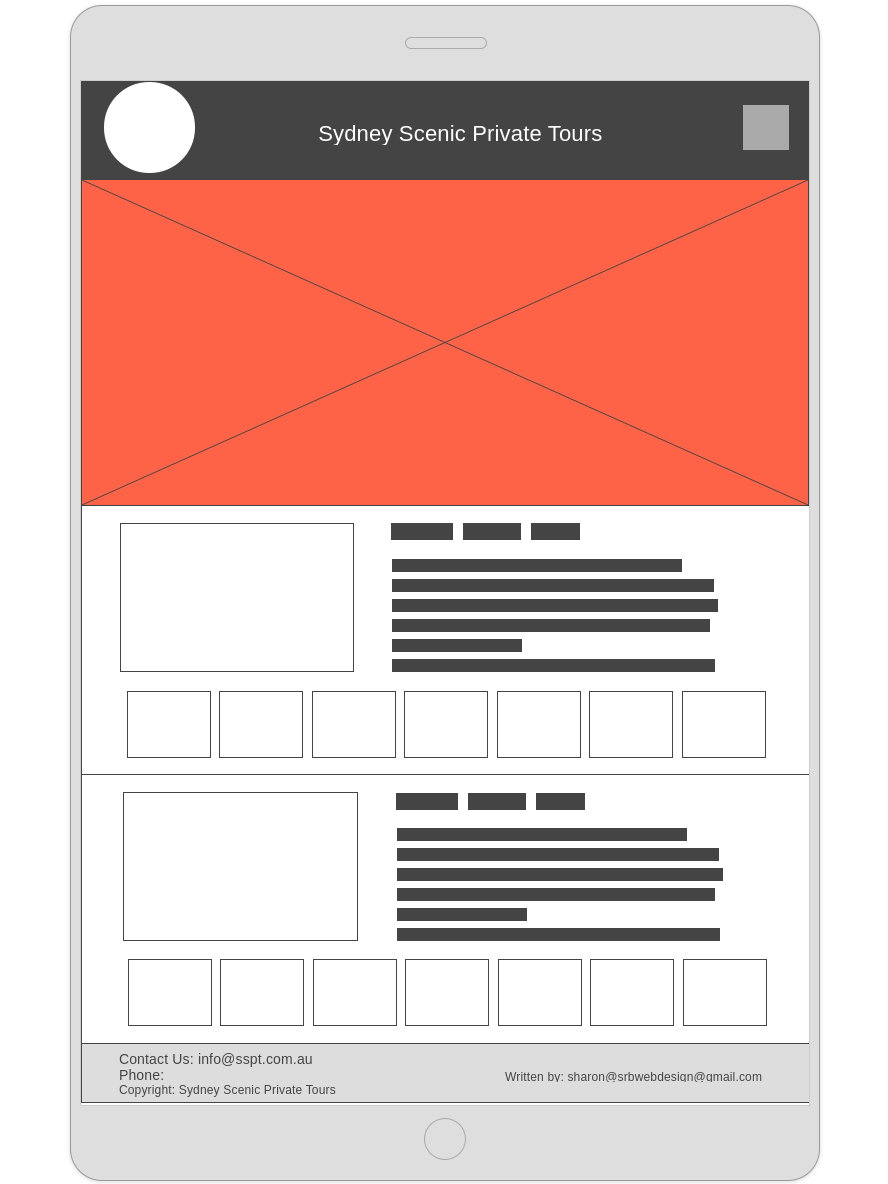 Sydney Scenic Private Tours
Contact Us: info@sspt.com.au
Phone:
Copyright: Sydney Scenic Private Tours
Written by: sharon@srbwebdesign@gmail.com